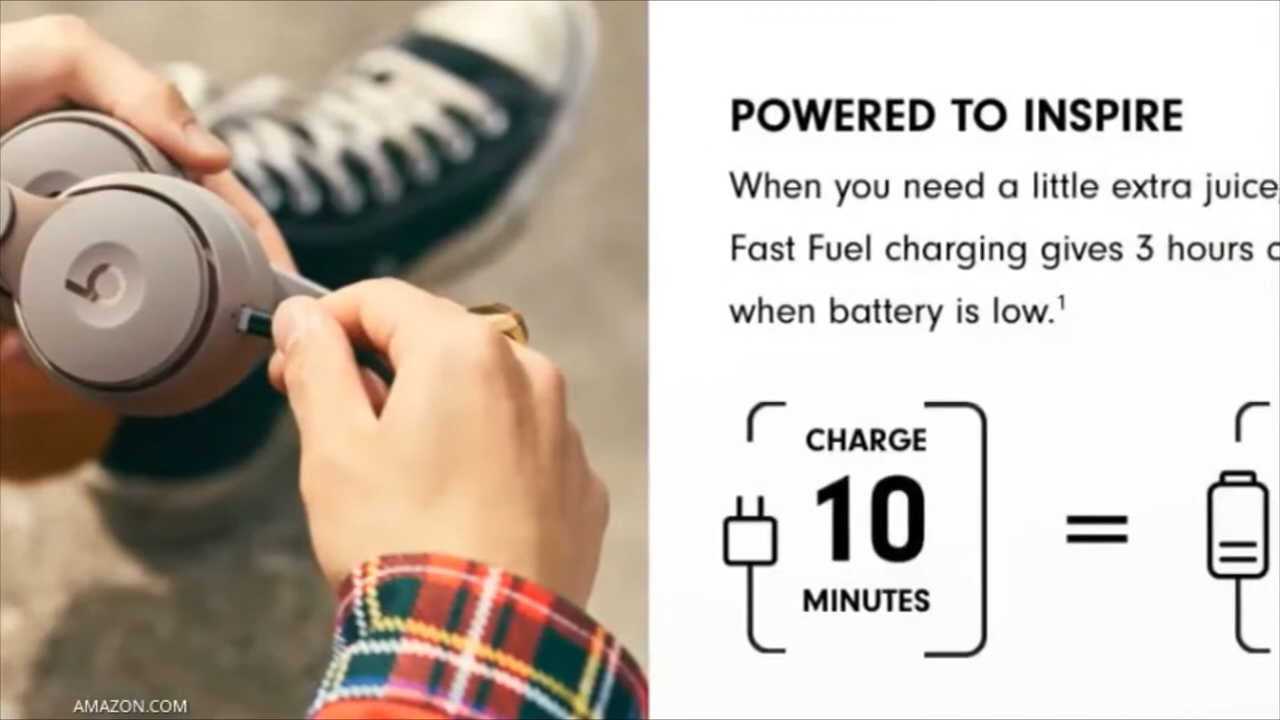 POWERED TO INSPIRE
When you need a little extra juice,
Fast Fuel charging gives 3 hours
when battery is low.¹
CHARGE
10
MINUTES
=
AMAZON.COM